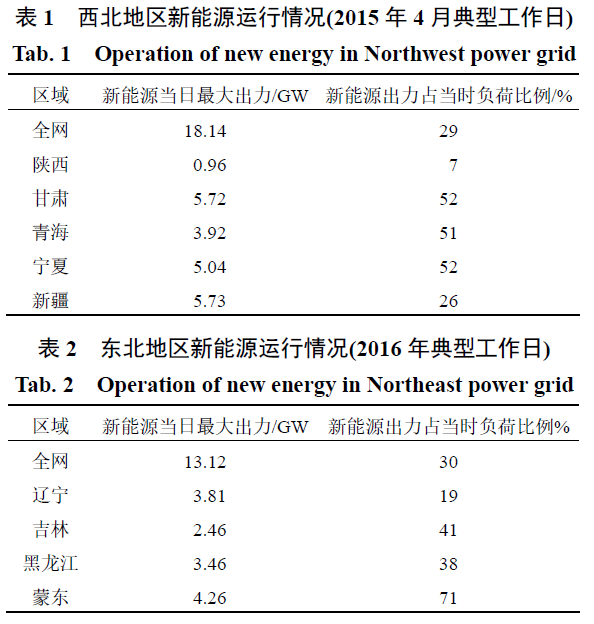 表 1 西北地区新能源运行情况(2015 年 4 月典型工作日)
Tab. 1 Operation of new energy in Northwest power grid
区域 新能源当日最大出力/GW 新能源出力占当时负荷比例/%
全网 18.14 29
陕西 0.96 7
甘肃 5.72 52
青海 3.92 51
宁夏 5.04 52
新疆 5.73 26
表 2 东北地区新能源运行情况(2016 年典型工作日)
Tab. 2 Operation of new energy in Northeast power grid
区域 新能源当日最大出力/GW 新能源出力占当时负荷比例%
全网 13.12 30
辽宁 3.81 19
吉林 2.46 41
黑龙江 3.46 38
蒙东 4.26 71